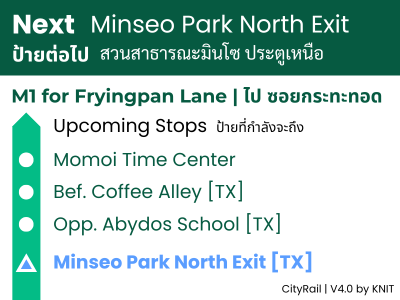 Next Minseo Park North Exit
ป้ายต่อไป สวนสาธารณะมินโซ ประตูเหนือ
M1 for Fryingpan Lane | ไป ซอยกระทะทอด
Upcoming Stops ป้ายที่กำลังจะถึง
Momoi Time Center
Bef. Coffee Alley [TX]
Opp. Abydos School [TX]
Minseo Park North Exit [TX]
CityRail | V4.0 by KNIT